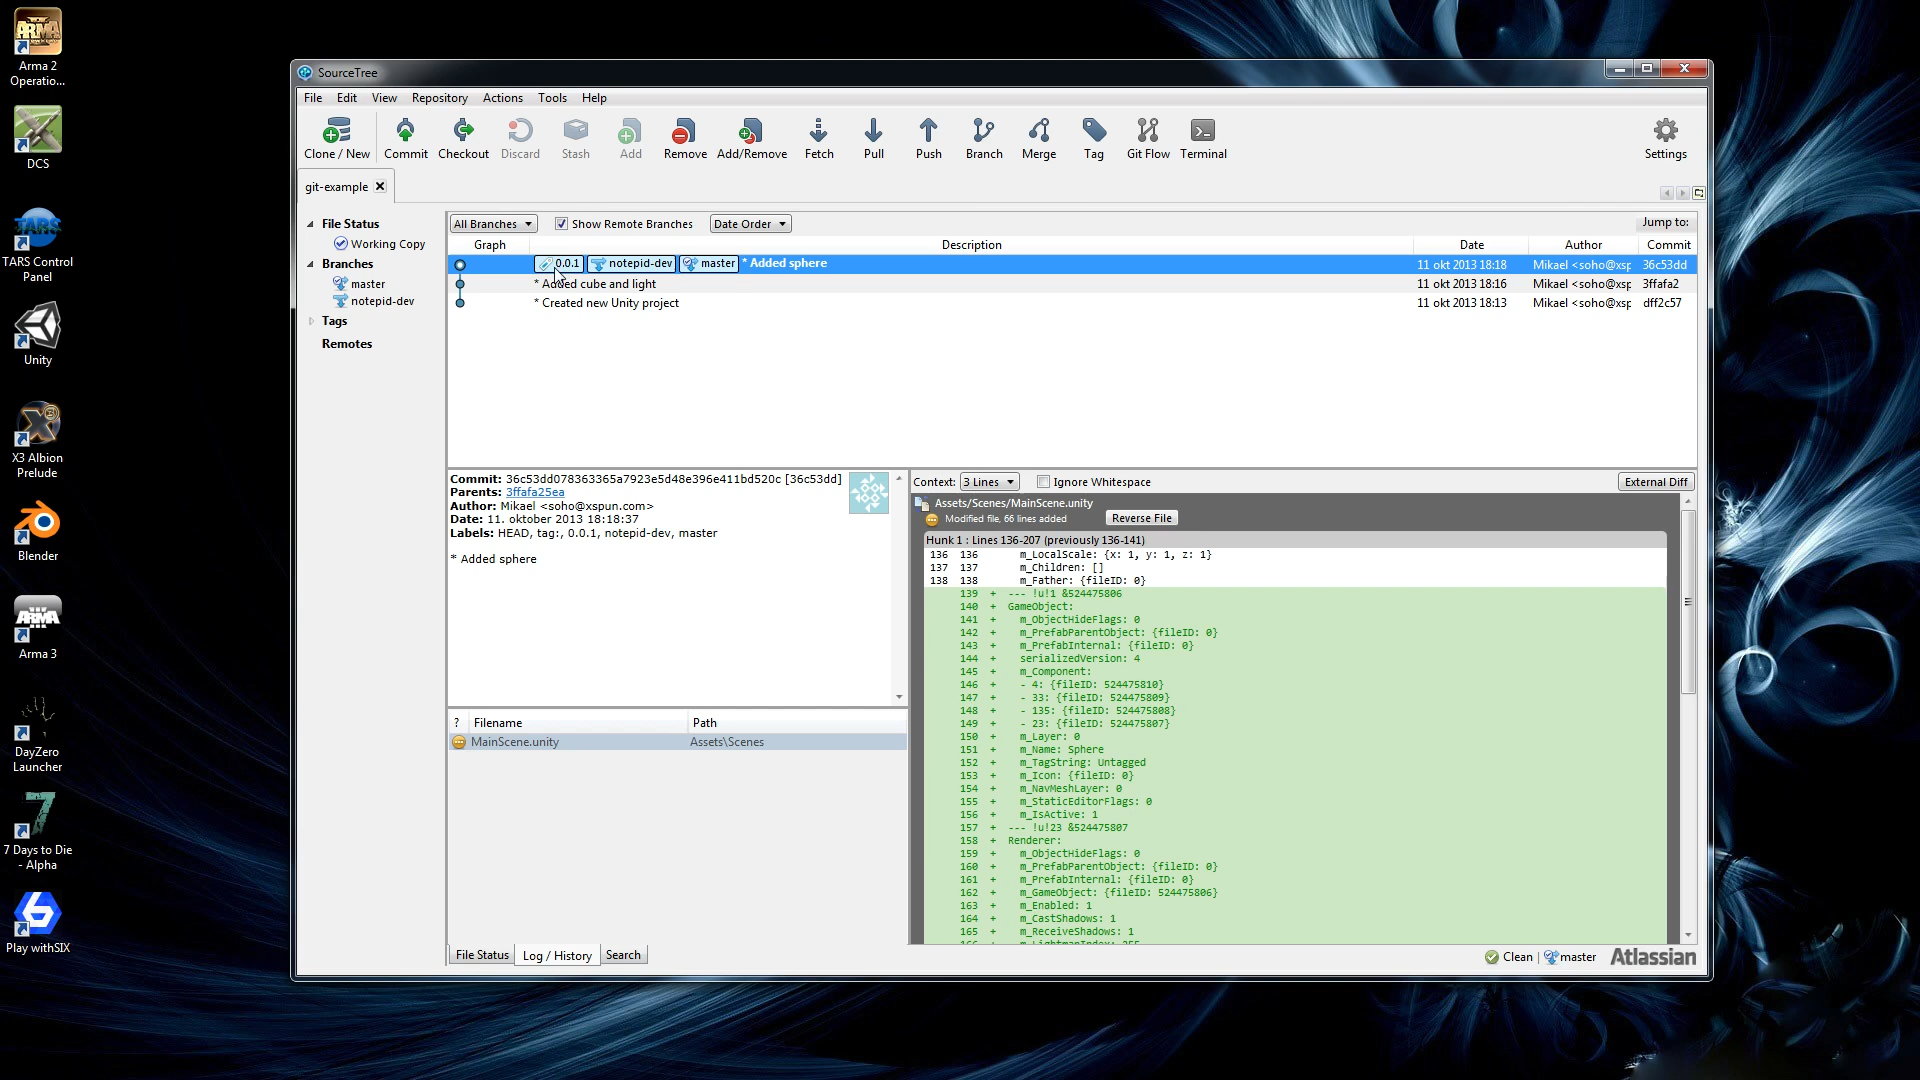 Arma 2
Operatio...
DCS
TARS
TARS Control
Panel
Unity
X3 Albion
Prelude
Blender
Arma 3
DayZero
Launcher
7 Days to Die
- Alpha
Play withSIX
SourceTree
File Edit View Repository Actions Tools Help
Clone / New Commit Checkout Discard Stash Add Remove Add/Remove Fetch Pull Push Branch Merge Tag Git Flow Terminal Settings
git-example
File Status
Working Copy
Branches
master
notepid-dev
Tags
Remotes
All Branches Show Remote Branches Date Order Jump to:
Graph Description Date Author Commit
0.0.1 notepid-dev master * Added sphere 11 okt 2013 18:18 Mikael <soho@xsp 36c53dd
* Added cube and light 11 okt 2013 18:16 Mikael <soho@xsp 3ffafa2
* Created new Unity project 11 okt 2013 18:13 Mikael <soho@xsp dff2c57
Commit: 36c53dd078363365a7923e5d48e396e411bd520c [36c53dd]
Parents: 3ffafa25ea
Author: Mikael <soho@xspun.com>
Date: 11. oktober 2013 18:18:37
Labels: HEAD, tag:, 0.0.1, notepid-dev, master
* Added sphere
? Filename Path
MainScene.unity Assets\Scenes
Context: 3 Lines Ignore Whitespace External Diff
Assets/Scenes/MainScene.unity
Modified file, 66 lines added Reverse File
Hunk 1 : Lines 136-207 (previously 136-141)
136 136 m_LocalScale: {x: 1, y: 1, z: 1}
137 137 m_Children: []
138 138 m_Father: {fileID: 0}
139 + --- !u!1 &524475806
140 + GameObject:
141 + m_ObjectHideFlags: 0
142 + m_PrefabParentObject: {fileID: 0}
143 + m_PrefabInternal: {fileID: 0}
144 + serializedVersion: 4
145 + m_Component:
146 + - 4: {fileID: 524475810}
147 + - 33: {fileID: 524475809}
148 + - 135: {fileID: 524475808}
149 + - 23: {fileID: 524475807}
150 + m_Layer: 0
151 + m_Name: Sphere
152 + m_TagString: Untagged
153 + m_Icon: {fileID: 0}
154 + m_NavMeshLayer: 0
155 + m_StaticEditorFlags: 0
156 + m_IsActive: 1
157 + --- !u!23 &524475807
158 + Renderer:
159 + m_ObjectHideFlags: 0
160 + m_PrefabParentObject: {fileID: 0}
161 + m_PrefabInternal: {fileID: 0}
162 + m_GameObject: {fileID: 524475806}
163 + m_Enabled: 1
164 + m_CastShadows: 1
165 + m_ReceiveShadows: 1
166 + m_LightmapIndex: 255
File Status Log / History Search
Clean | master Atlassian